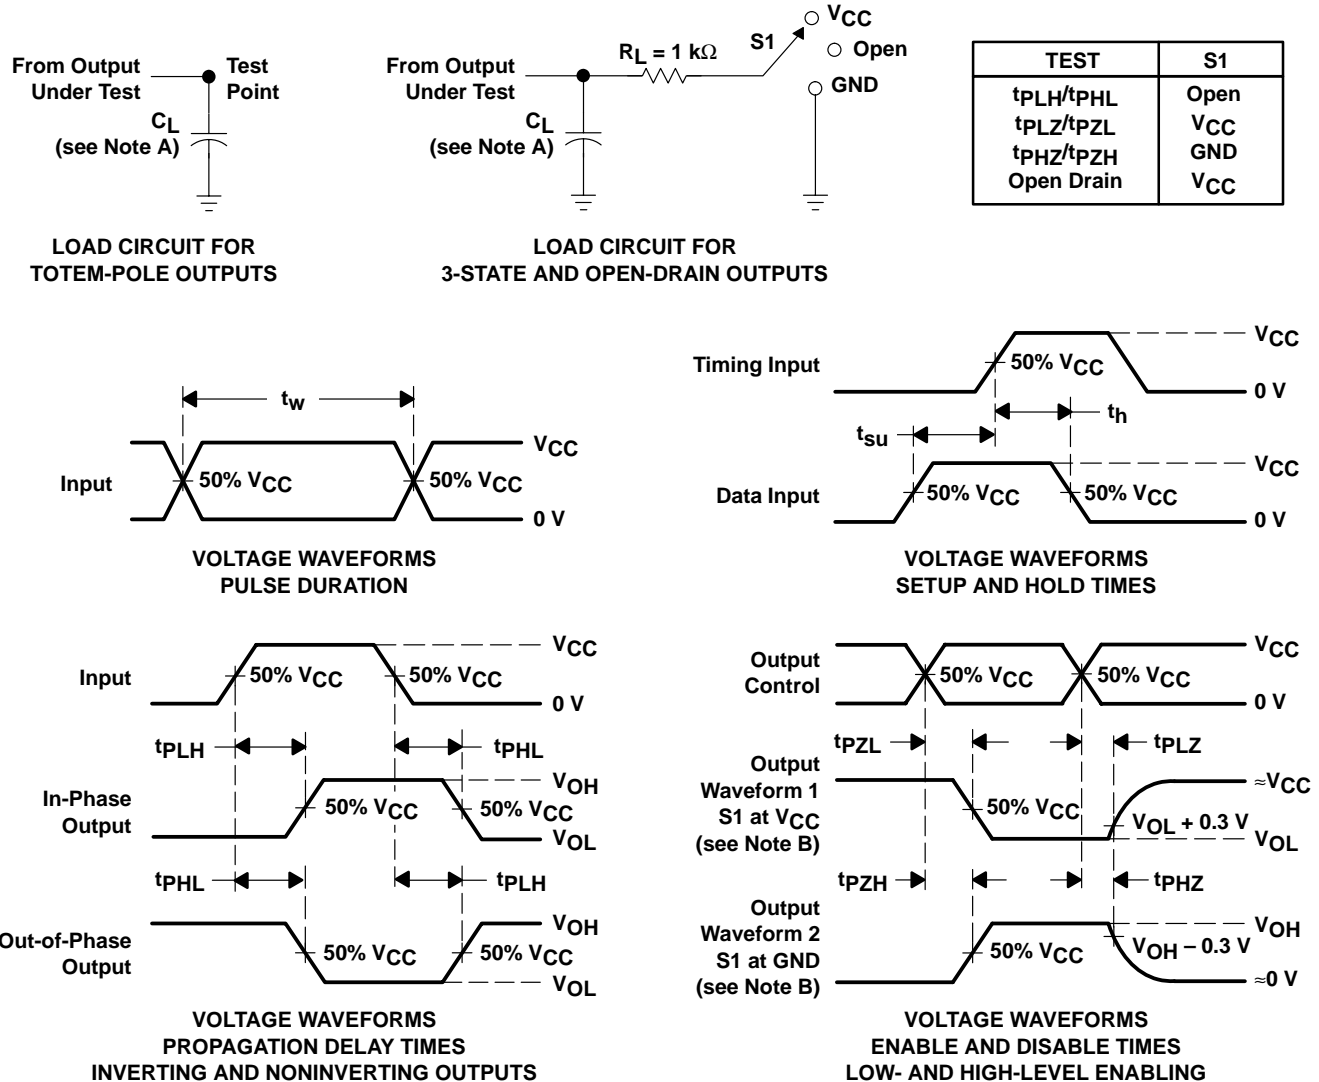 From Output
Under Test
Test
Point
CL
(see Note A)
LOAD CIRCUIT FOR
TOTEM-POLE OUTPUTS
From Output
Under Test
CL
(see Note A)
RL = 1 kΩ
S1
VCC
Open
GND
LOAD CIRCUIT FOR
3-STATE AND OPEN-DRAIN OUTPUTS
TEST S1
tPLH/tPHL Open
tPLZ/tPZL VCC
tPHZ/tPZH GND
Open Drain VCC
tw
Input
50% VCC
50% VCC
VCC
0 V
VOLTAGE WAVEFORMS
PULSE DURATION
Timing Input
50% VCC
VCC
0 V
th
tsu
Data Input
50% VCC
50% VCC
VCC
0 V
VOLTAGE WAVEFORMS
SETUP AND HOLD TIMES
Input
50% VCC
50% VCC
VCC
0 V
tPLH
tPHL
In-Phase
Output
50% VCC
50% VCC
VOH
VOL
tPHL
tPLH
Out-of-Phase
Output
50% VCC
50% VCC
VOH
VOL
VOLTAGE WAVEFORMS
PROPAGATION DELAY TIMES
INVERTING AND NONINVERTING OUTPUTS
Output
Control
50% VCC
50% VCC
VCC
0 V
tPZL
tPLZ
Output
Waveform 1
S1 at VCC
(see Note B)
50% VCC
VOL + 0.3 V
≈VCC
VOL
tPZH
tPHZ
Output
Waveform 2
S1 at GND
(see Note B)
50% VCC
VOH − 0.3 V
VOH
≈0 V
VOLTAGE WAVEFORMS
ENABLE AND DISABLE TIMES
LOW- AND HIGH-LEVEL ENABLING